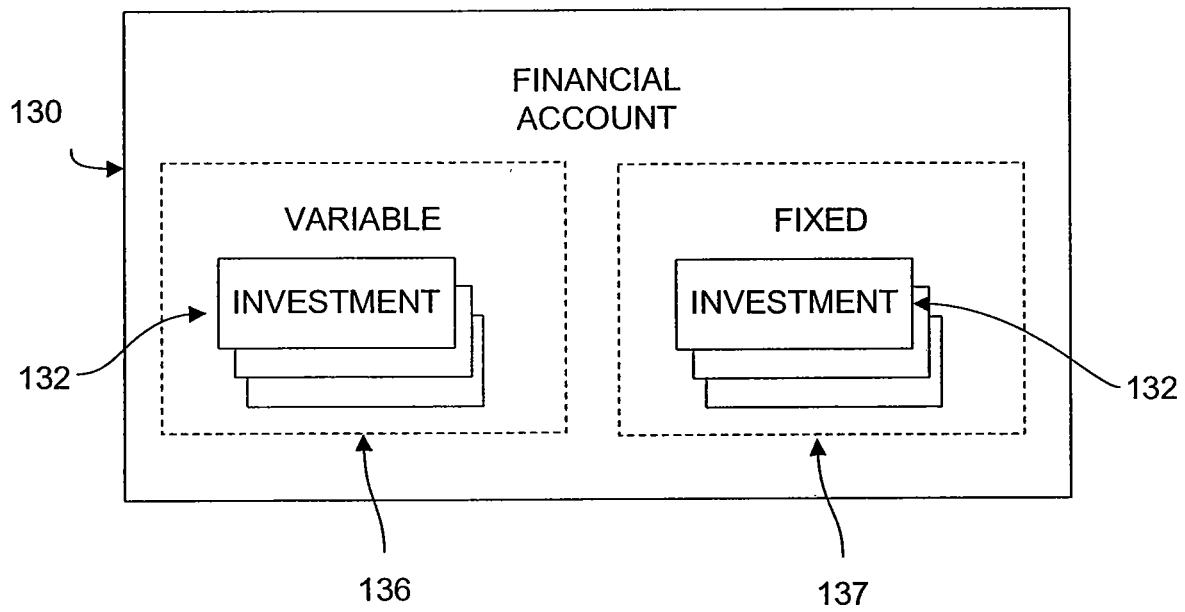 FINANCIAL
ACCOUNT
130
VARIABLE
FIXED
INVESTMENT
INVESTMENT
132
132
136
137